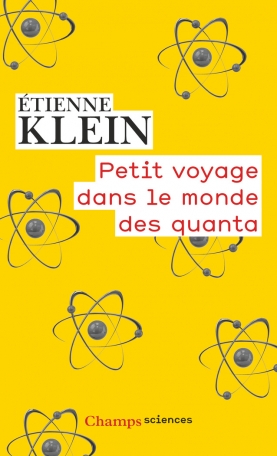 ÉTIENNE
KLEIN
Petit voyage
dans le monde
des quanta
Champs sciences